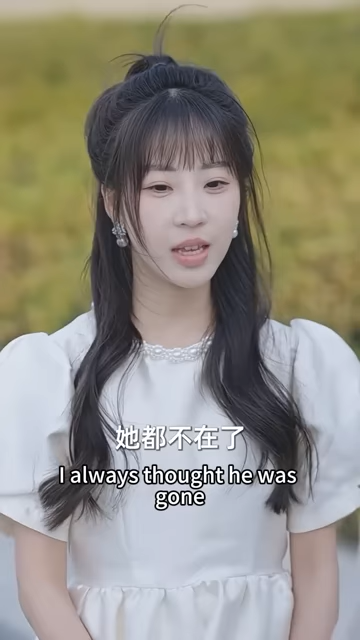 她都不在了
I always thought he was
gone